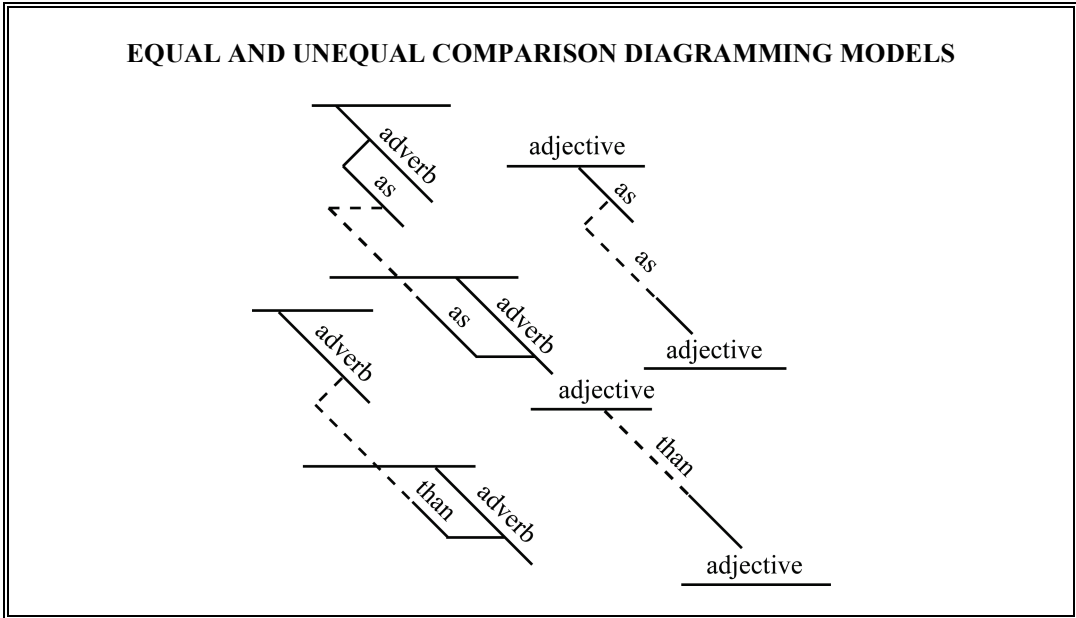 EQUAL AND UNEQUAL COMPARISON DIAGRAMMING MODELS
adverb
as
as
adverb
adjective
as
as
adjective
adverb
than
adverb
adjective
than
adjective